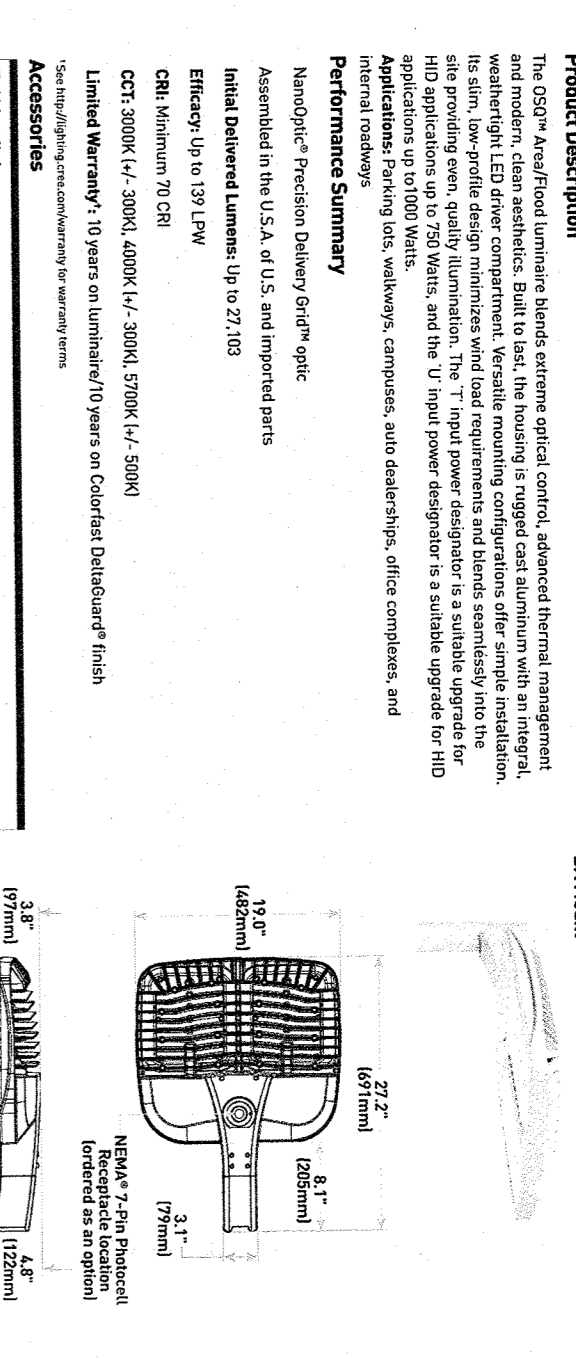 Product Description
The OSQ™ Area/Flood luminaire blends extreme optical control, advanced thermal management
and modern, clean aesthetics. Built to last, the housing is rugged cast aluminum with an integral,
weathertight LED driver compartment. Versatile mounting configurations offer simple installation.
Its slim, low-profile design minimizes wind load requirements and blends seamlessly into the
site providing even, quality illumination. The 'T' input power designator is a suitable upgrade for
HID applications up to 750 Watts, and the 'U' input power designator is a suitable upgrade for HID
applications up to1000 Watts.
Applications: Parking lots, walkways, campuses, auto dealerships, office complexes, and
internal roadways
Performance Summary
NanoOptic® Precision Delivery Grid™ optic
Assembled in the U.S.A. of U.S. and imported parts
Initial Delivered Lumens: Up to 27,103
Efficacy: Up to 139 LPW
CRI: Minimum 70 CRI
CCT: 3000K (+/- 300K), 4000K (+/- 300K), 5700K (+/- 500K)
Limited Warranty†: 10 years on luminaire/10 years on Colorfast DeltaGuard® finish
†See http://lighting.cree.com/warranty for warranty terms
Accessories
27.2"
(691mm)
8.1"
(205mm)
19.0"
(482mm)
3.1"
(79mm)
NEMA® 7-Pin Photocell
Receptacle location
(ordered as an option)
3.8"
(97mm)
4.8"
(122mm)